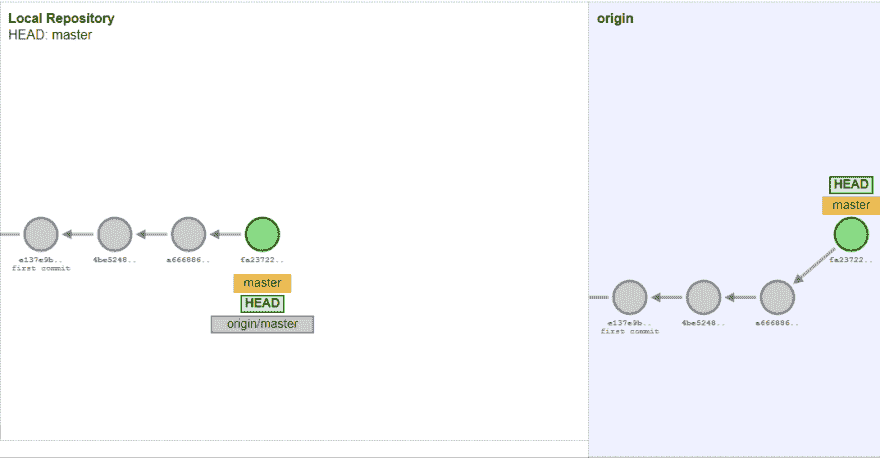 Local Repository
HEAD: master
e137e9b..
first commit
4be5248..
a666886..
fa23722..
master
HEAD
origin/master
origin
HEAD
master
fa23722..
e137e9b..
first commit
4be5248..
a666886..